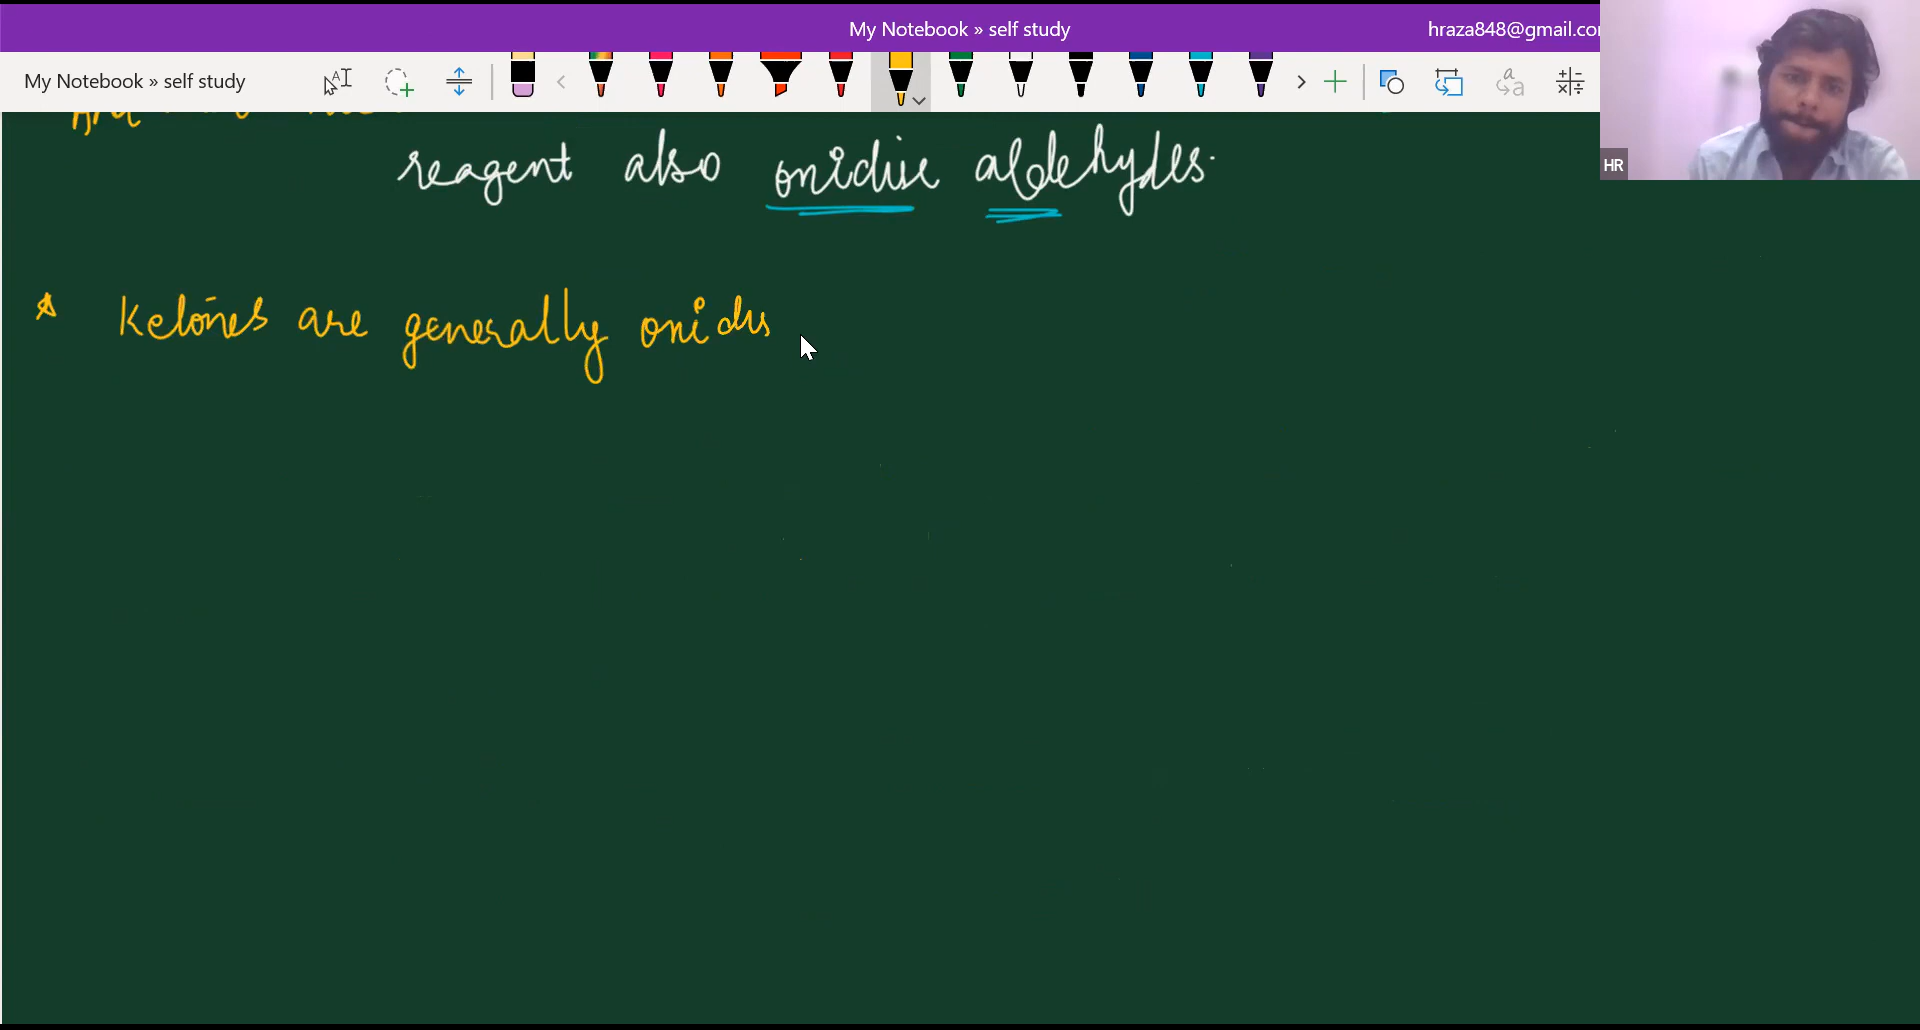 My Notebook » self study
hraza848@gmail.co
My Notebook » self study
HR
reagent also oxidise aldehydes.
* Ketones are generally oxidis